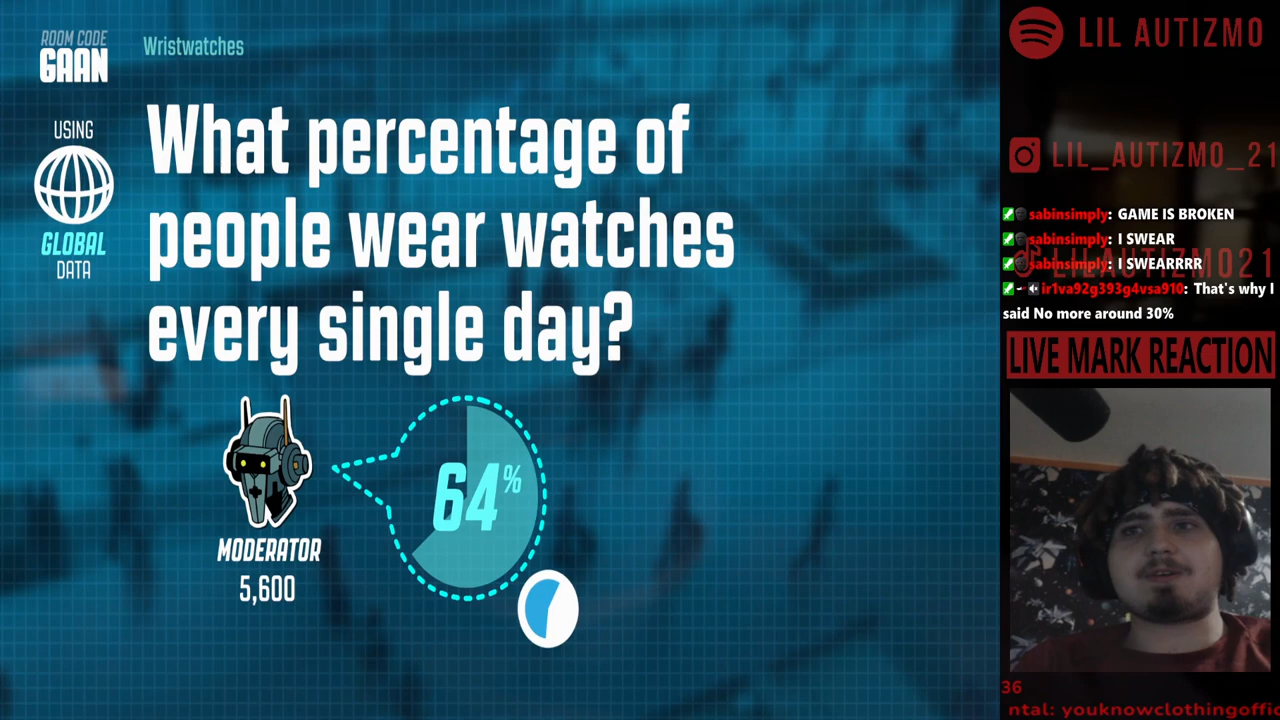 ROOM CODE
GAAN
Wristwatches
USING
GLOBAL
DATA
What percentage of
people wear watches
every single day?
64%
MODERATOR
5,600
LIL AUTIZMO
LIL_AUTIZMO_21
LILAUTIZMO21
sabinsimply: GAME IS BROKEN
sabinsimply: I SWEAR
sabinsimply: I SWEARRRR
ir1va92g393g4vsa910: That's why I
said No more around 30%
LIVE MARK REACTION
36
ntal: youknowclothingoffic